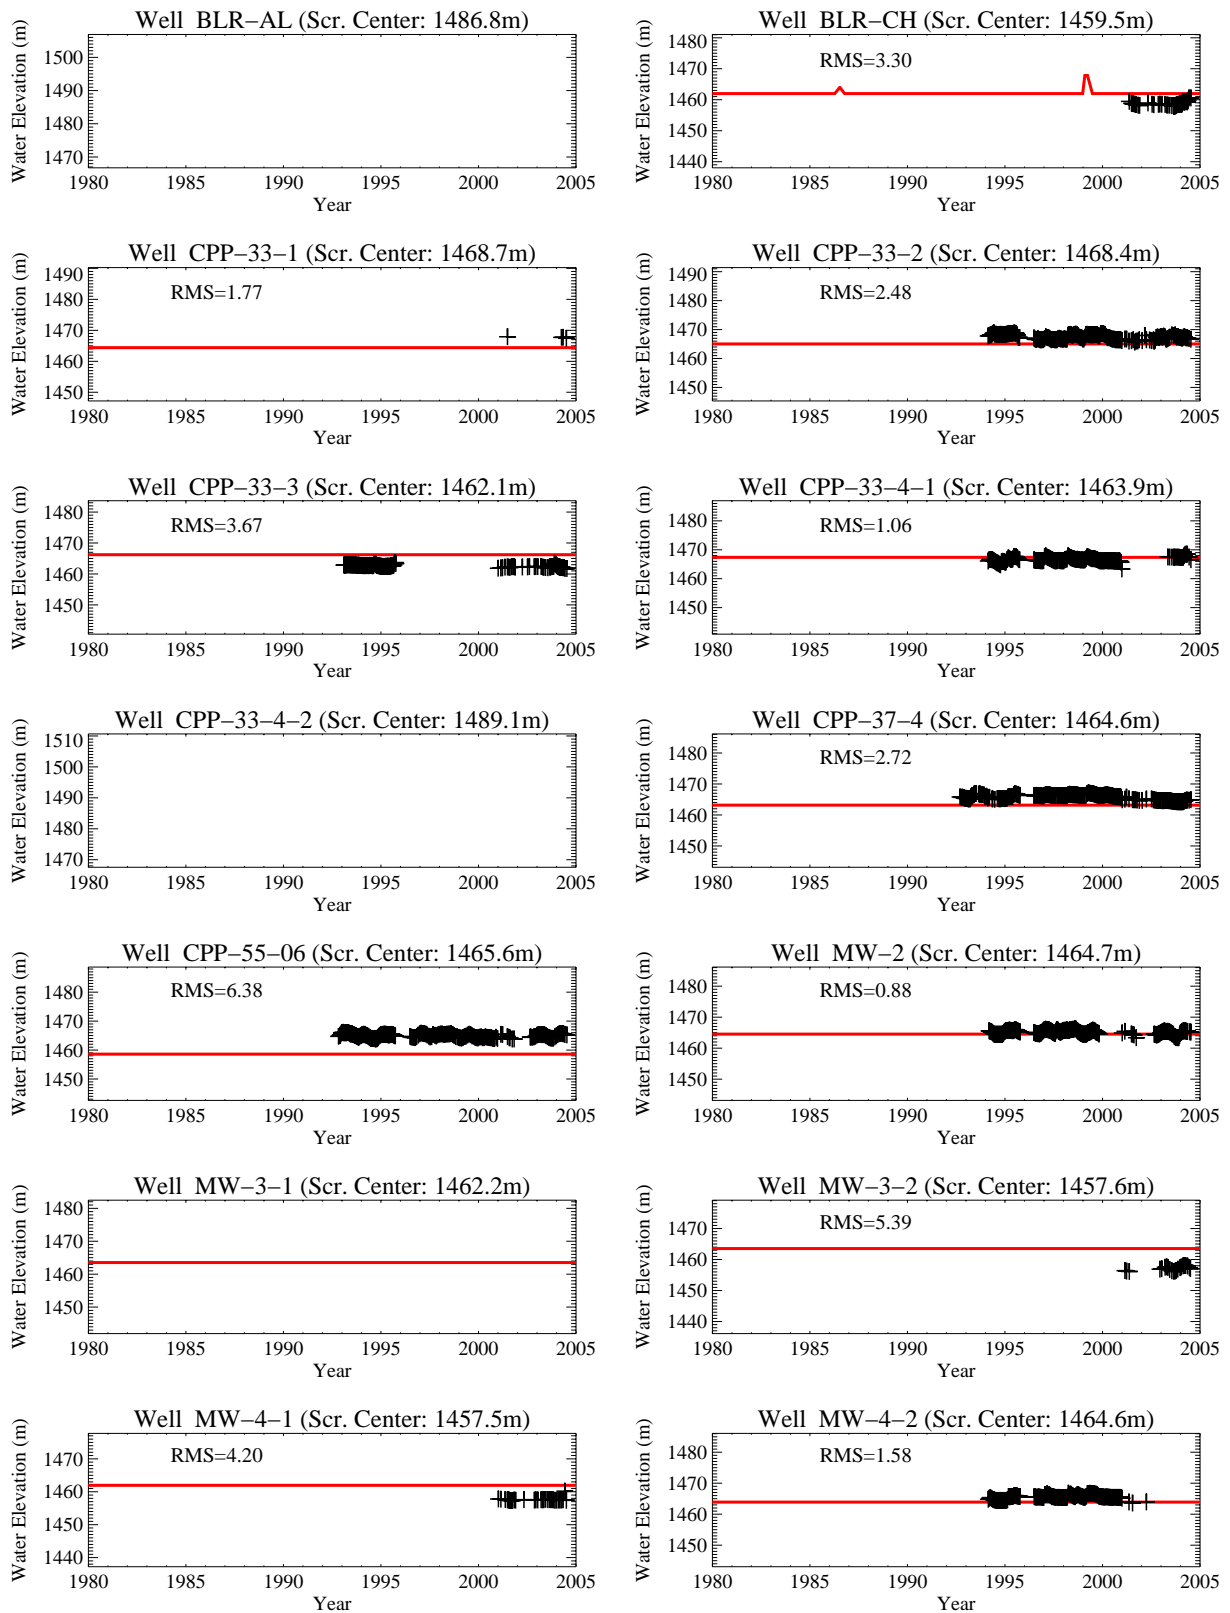 Well BLR−AL (Scr. Center: 1486.8m)
Water Elevation (m)
1500
1490
1480
1470
1980 1985 1990 1995 2000 2005
Year
Well BLR−CH (Scr. Center: 1459.5m)
Water Elevation (m)
RMS=3.30
1480
1470
1460
1450
1440
1980 1985 1990 1995 2000 2005
Year
Well CPP−33−1 (Scr. Center: 1468.7m)
Water Elevation (m)
RMS=1.77
1490
1480
1470
1460
1450
1980 1985 1990 1995 2000 2005
Year
Well CPP−33−2 (Scr. Center: 1468.4m)
Water Elevation (m)
RMS=2.48
1490
1480
1470
1460
1450
1980 1985 1990 1995 2000 2005
Year
Well CPP−33−3 (Scr. Center: 1462.1m)
Water Elevation (m)
RMS=3.67
1480
1470
1460
1450
1980 1985 1990 1995 2000 2005
Year
Well CPP−33−4−1 (Scr. Center: 1463.9m)
Water Elevation (m)
RMS=1.06
1480
1470
1460
1450
1980 1985 1990 1995 2000 2005
Year
Well CPP−33−4−2 (Scr. Center: 1489.1m)
Water Elevation (m)
1510
1500
1490
1480
1470
1980 1985 1990 1995 2000 2005
Year
Well CPP−37−4 (Scr. Center: 1464.6m)
Water Elevation (m)
RMS=2.72
1480
1470
1460
1450
1980 1985 1990 1995 2000 2005
Year
Well CPP−55−06 (Scr. Center: 1465.6m)
Water Elevation (m)
RMS=6.38
1480
1470
1460
1450
1980 1985 1990 1995 2000 2005
Year
Well MW−2 (Scr. Center: 1464.7m)
Water Elevation (m)
RMS=0.88
1480
1470
1460
1450
1980 1985 1990 1995 2000 2005
Year
Well MW−3−1 (Scr. Center: 1462.2m)
Water Elevation (m)
1480
1470
1460
1450
1980 1985 1990 1995 2000 2005
Year
Well MW−3−2 (Scr. Center: 1457.6m)
Water Elevation (m)
RMS=5.39
1470
1460
1450
1440
1980 1985 1990 1995 2000 2005
Year
Well MW−4−1 (Scr. Center: 1457.5m)
Water Elevation (m)
RMS=4.20
1470
1460
1450
1440
1980 1985 1990 1995 2000 2005
Year
Well MW−4−2 (Scr. Center: 1464.6m)
Water Elevation (m)
RMS=1.58
1480
1470
1460
1450
1980 1985 1990 1995 2000 2005
Year